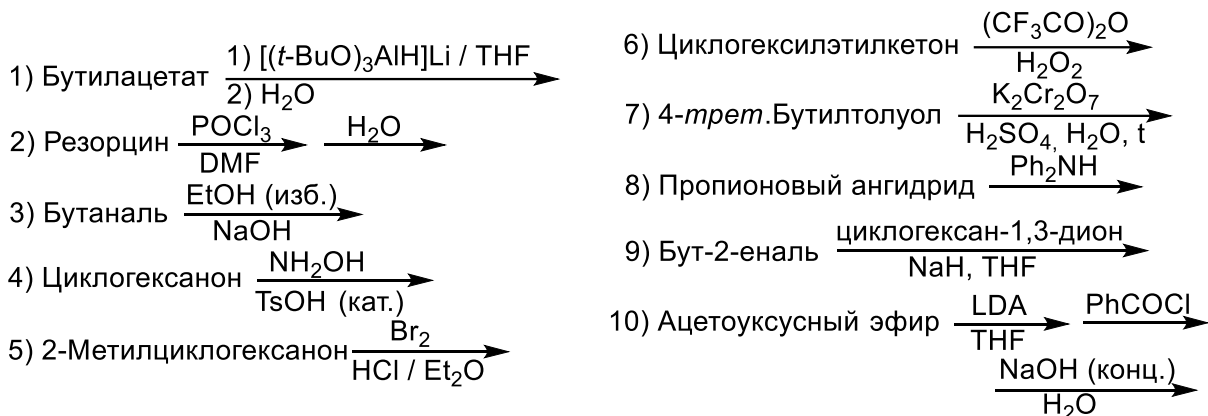 1) Бутилацетат 1) [(t-BuO)₃AlH]Li / THF
2) H₂O
2) Резорцин POCl₃ H₂O
DMF
3) Бутаналь EtOH (изб.)
NaOH
4) Циклогексанон NH₂OH
TsOH (кат.)
5) 2-Метилциклогексанон Br₂
HCl / Et₂O
6) Циклогексилэтилкетон (CF₃CO)₂O
H₂O₂
7) 4-трет.Бутилтолуол K₂Cr₂O₇
H₂SO₄, H₂O, t
8) Пропионовый ангидрид Ph₂NH
9) Бут-2-еналь циклогексан-1,3-дион
NaH, THF
10) Ацетоуксусный эфир LDA PhCOCl
THF
NaOH (конц.)
H₂O